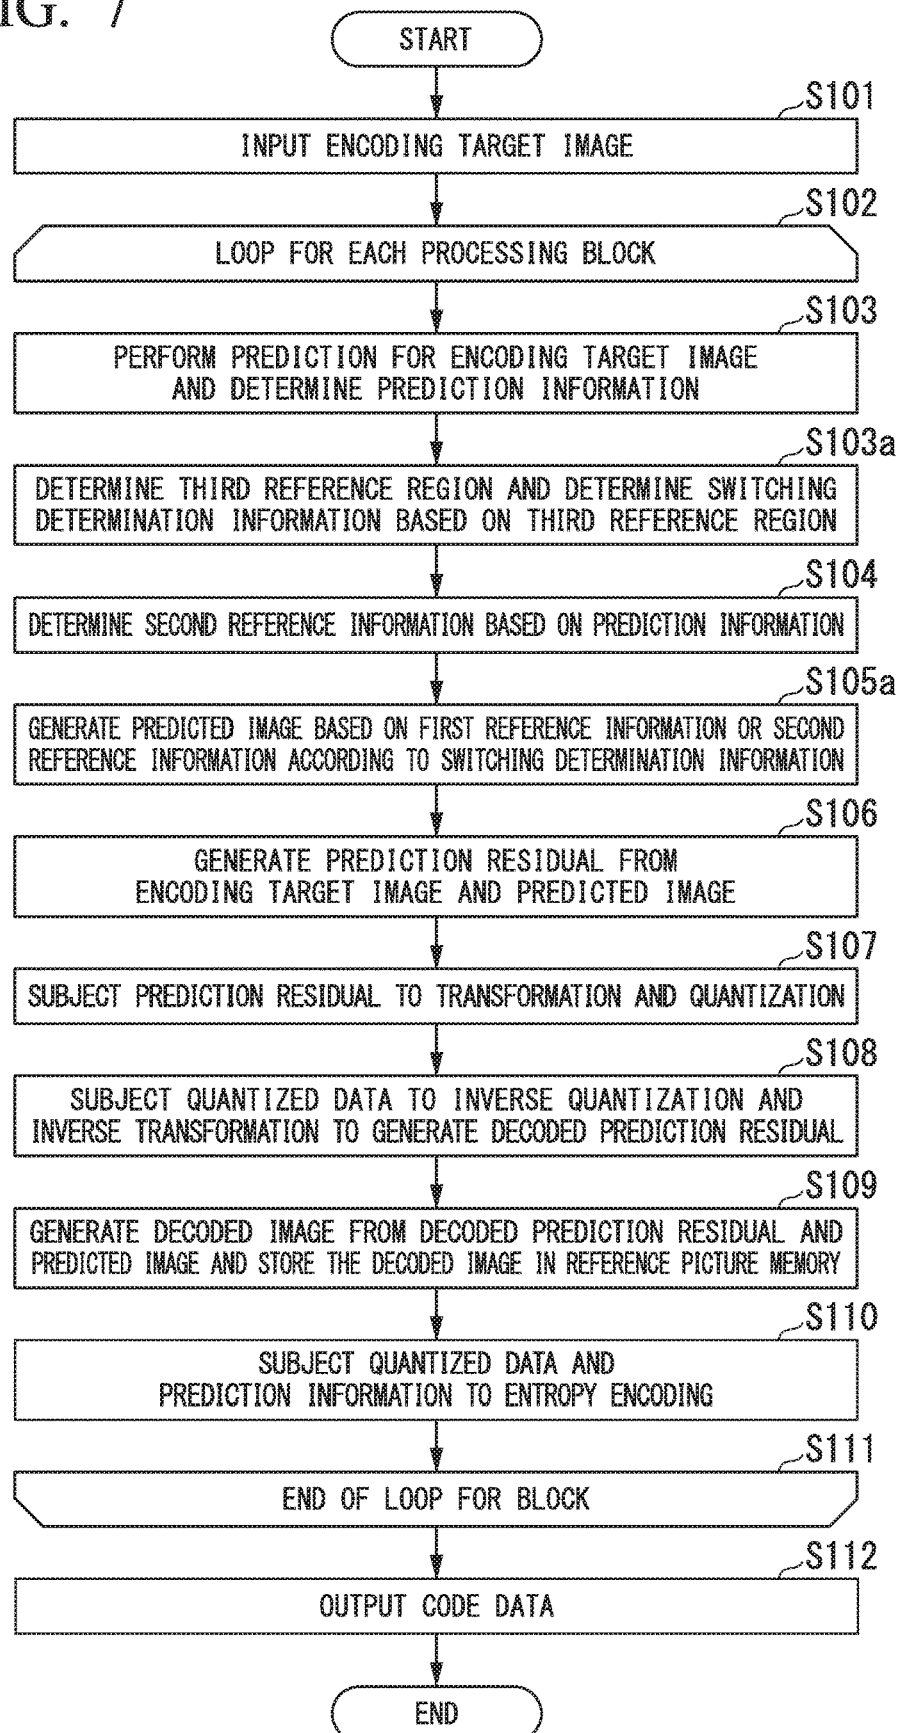 IG. 7
START
S101
INPUT ENCODING TARGET IMAGE
S102
LOOP FOR EACH PROCESSING BLOCK
S103
PERFORM PREDICTION FOR ENCODING TARGET IMAGE
AND DETERMINE PREDICTION INFORMATION
S103a
DETERMINE THIRD REFERENCE REGION AND DETERMINE SWITCHING
DETERMINATION INFORMATION BASED ON THIRD REFERENCE REGION
S104
DETERMINE SECOND REFERENCE INFORMATION BASED ON PREDICTION INFORMATION
S105a
GENERATE PREDICTED IMAGE BASED ON FIRST REFERENCE INFORMATION OR SECOND
REFERENCE INFORMATION ACCORDING TO SWITCHING DETERMINATION INFORMATION
S106
GENERATE PREDICTION RESIDUAL FROM
ENCODING TARGET IMAGE AND PREDICTED IMAGE
S107
SUBJECT PREDICTION RESIDUAL TO TRANSFORMATION AND QUANTIZATION
S108
SUBJECT QUANTIZED DATA TO INVERSE QUANTIZATION AND
INVERSE TRANSFORMATION TO GENERATE DECODED PREDICTION RESIDUAL
S109
GENERATE DECODED IMAGE FROM DECODED PREDICTION RESIDUAL AND
PREDICTED IMAGE AND STORE THE DECODED IMAGE IN REFERENCE PICTURE MEMORY
S110
SUBJECT QUANTIZED DATA AND
PREDICTION INFORMATION TO ENTROPY ENCODING
S111
END OF LOOP FOR BLOCK
S112
OUTPUT CODE DATA
END